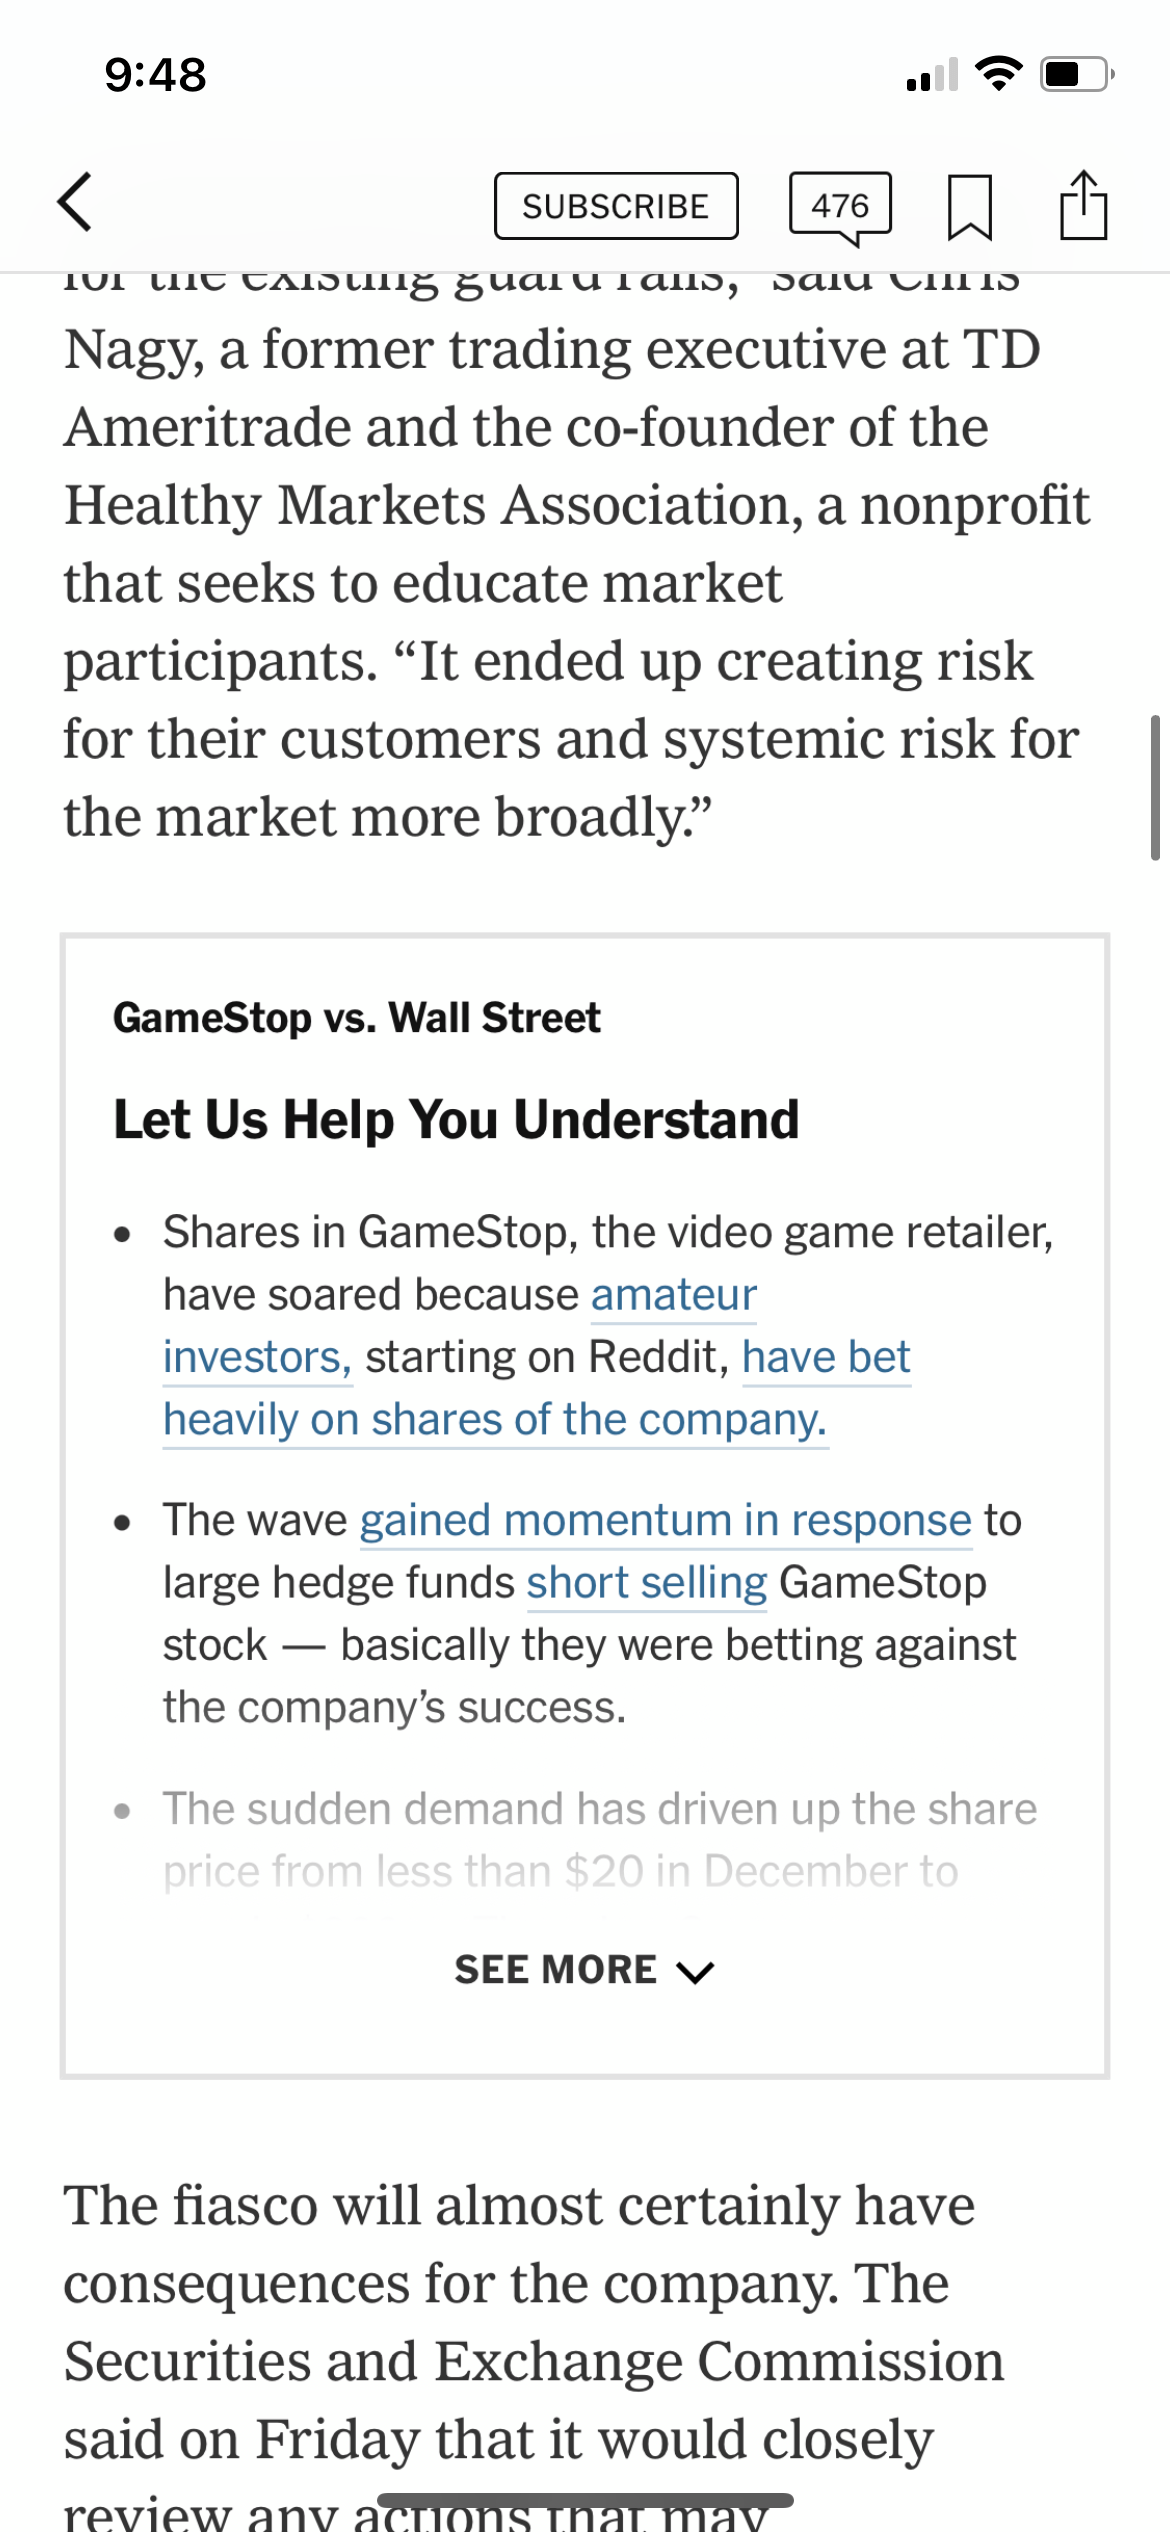 9:48
SUBSCRIBE
476
for the existing guard rails,” said Chris
Nagy, a former trading executive at TD
Ameritrade and the co-founder of the
Healthy Markets Association, a nonprofit
that seeks to educate market
participants. “It ended up creating risk
for their customers and systemic risk for
the market more broadly.”
GameStop vs. Wall Street
Let Us Help You Understand
• Shares in GameStop, the video game retailer,
have soared because amateur
investors, starting on Reddit, have bet
heavily on shares of the company.
• The wave gained momentum in response to
large hedge funds short selling GameStop
stock — basically they were betting against
the company’s success.
• The sudden demand has driven up the share
price from less than $20 in December to
SEE MORE
The fiasco will almost certainly have
consequences for the company. The
Securities and Exchange Commission
said on Friday that it would closely
review any actions that may